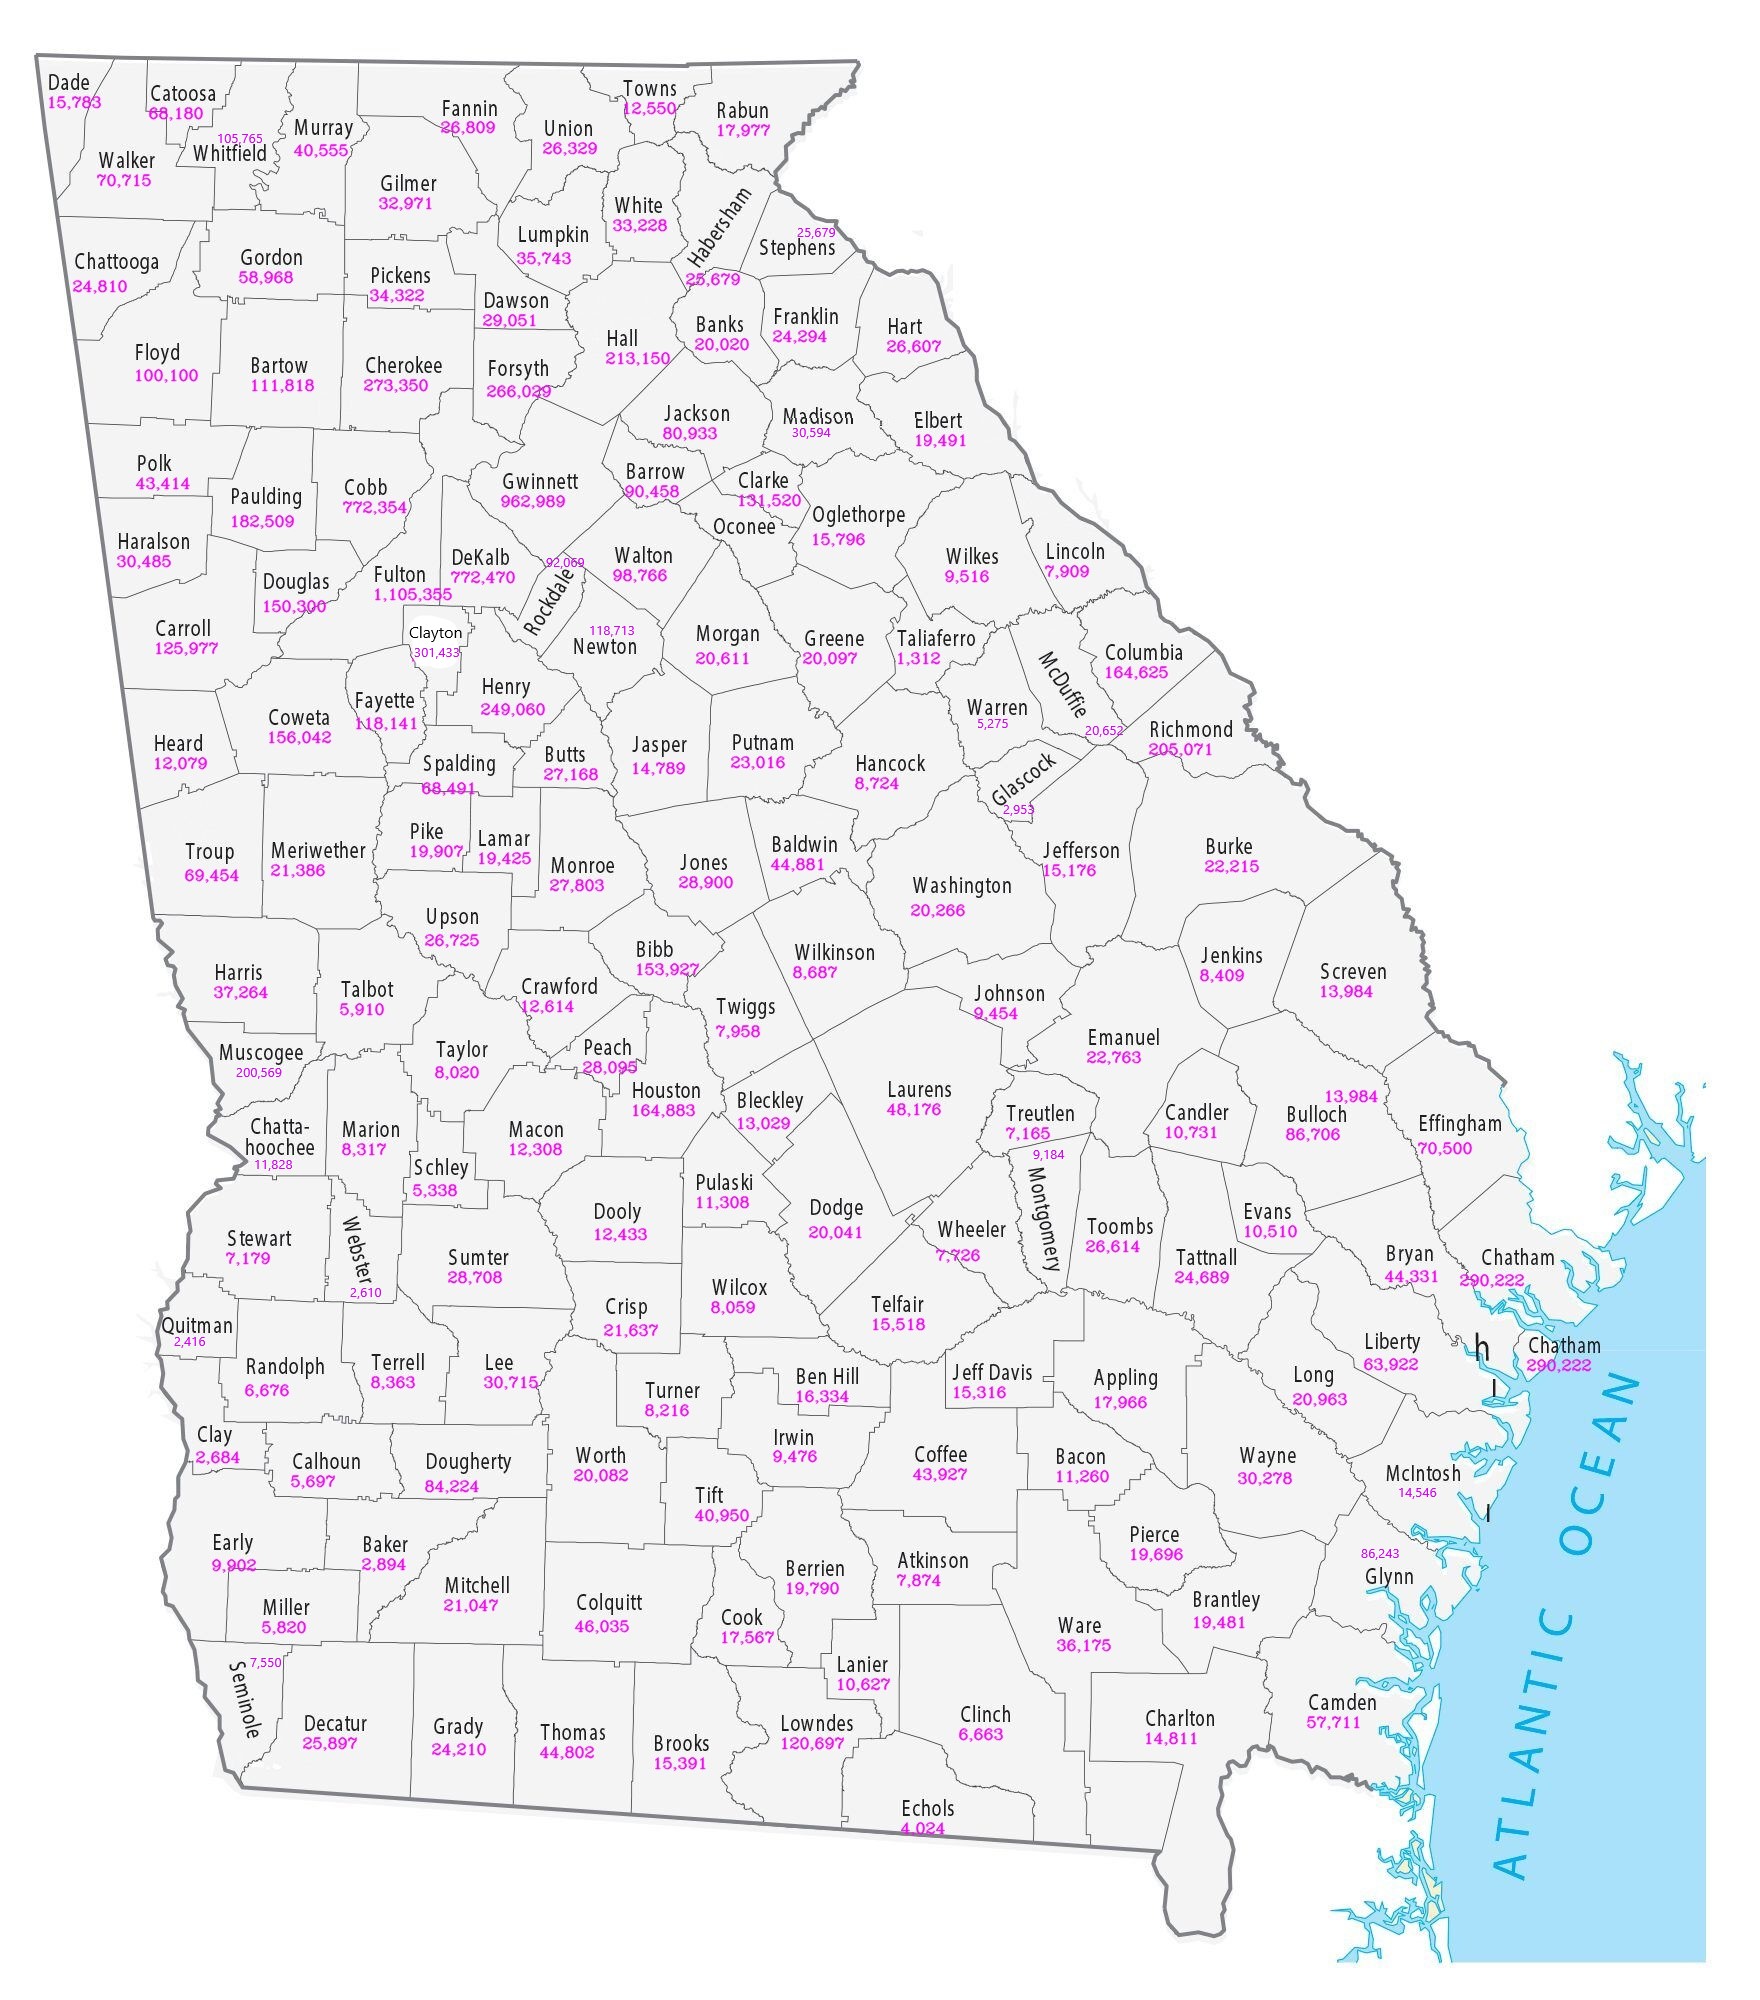 Dade
15,783
Catoosa
68,180
Fannin
26,809
Towns
12,550
Rabun
17,977
Union
26,329
Murray
40,555
105,765
Whitfield
Walker
70,715
Gilmer
32,971
White
33,228
Habersham
25,679
25,679
Stephens
Lumpkin
35,743
Chattooga
24,810
Gordon
58,968
Pickens
34,322
Dawson
29,051
Hall
213,150
Banks
20,020
Franklin
24,294
Hart
26,607
Floyd
100,100
Bartow
111,818
Cherokee
273,350
Forsyth
266,029
Jackson
80,933
Madison
30,594
Elbert
19,491
Polk
43,414
Paulding
182,509
Cobb
772,354
Gwinnett
962,989
Barrow
90,458
Clarke
131,520
Oconee
Oglethorpe
15,796
Wilkes
9,516
Lincoln
7,909
Haralson
30,485
Douglas
150,300
Fulton
1,105,355
DeKalb
772,470
92,069
Rockdale
Walton
98,766
Carroll
125,977
Clayton
301,433
118,713
Newton
Morgan
20,611
Greene
20,097
Taliaferro
1,312
McDuffie
20,652
Columbia
164,625
Heard
12,079
Coweta
156,042
Fayette
118,141
Henry
249,060
Warren
5,275
Richmond
205,071
Spalding
68,491
Butts
27,168
Jasper
14,789
Putnam
23,016
Hancock
8,724
Glascock
2,953
Troup
69,454
Meriwether
21,386
Pike
19,907
Lamar
19,425
Monroe
27,803
Jones
28,900
Baldwin
44,881
Washington
20,266
Jefferson
15,176
Burke
22,215
Upson
26,725
Bibb
153,927
Wilkinson
8,687
Jenkins
8,409
Screven
13,984
Harris
37,264
Talbot
5,910
Crawford
12,614
Twiggs
7,958
Johnson
9,454
Emanuel
22,763
Muscogee
200,569
Taylor
8,020
Peach
28,095
Houston
164,883
Bleckley
13,029
Laurens
48,176
Treutlen
7,165
Candler
10,731
13,984
Bulloch
86,706
Effingham
70,500
Chatta-
hoochee
11,828
Marion
8,317
Schley
5,338
Macon
12,308
Pulaski
11,308
9,184
Montgomery
Stewart
7,179
Webster
2,610
Sumter
28,708
Dooly
12,433
Dodge
20,041
Wheeler
7,726
Toombs
26,614
Tattnall
24,689
Evans
10,510
Bryan
44,331
Chatham
290,222
Quitman
2,416
Crisp
21,637
Wilcox
8,059
Telfair
15,518
Liberty
63,922
h
Chatham
290,222
Randolph
6,676
Terrell
8,363
Lee
30,715
Turner
8,216
Ben Hill
16,334
Jeff Davis
15,316
Appling
17,966
Long
20,963
l
Clay
2,684
Calhoun
5,697
Dougherty
84,224
Worth
20,082
Irwin
9,476
Coffee
43,927
Bacon
11,260
Wayne
30,278
McIntosh
14,546
l
Tift
40,950
Early
9,902
Baker
2,894
Mitchell
21,047
Colquitt
46,035
Berrien
19,790
Atkinson
7,874
Pierce
19,696
86,243
Glynn
Miller
5,820
Cook
17,567
Ware
36,175
Brantley
19,481
7,550
Seminole
Decatur
25,897
Grady
24,210
Thomas
44,802
Brooks
15,391
Lanier
10,627
Lowndes
120,697
Clinch
6,663
Charlton
14,811
Camden
57,711
Echols
4,024
ATLANTIC OCEAN